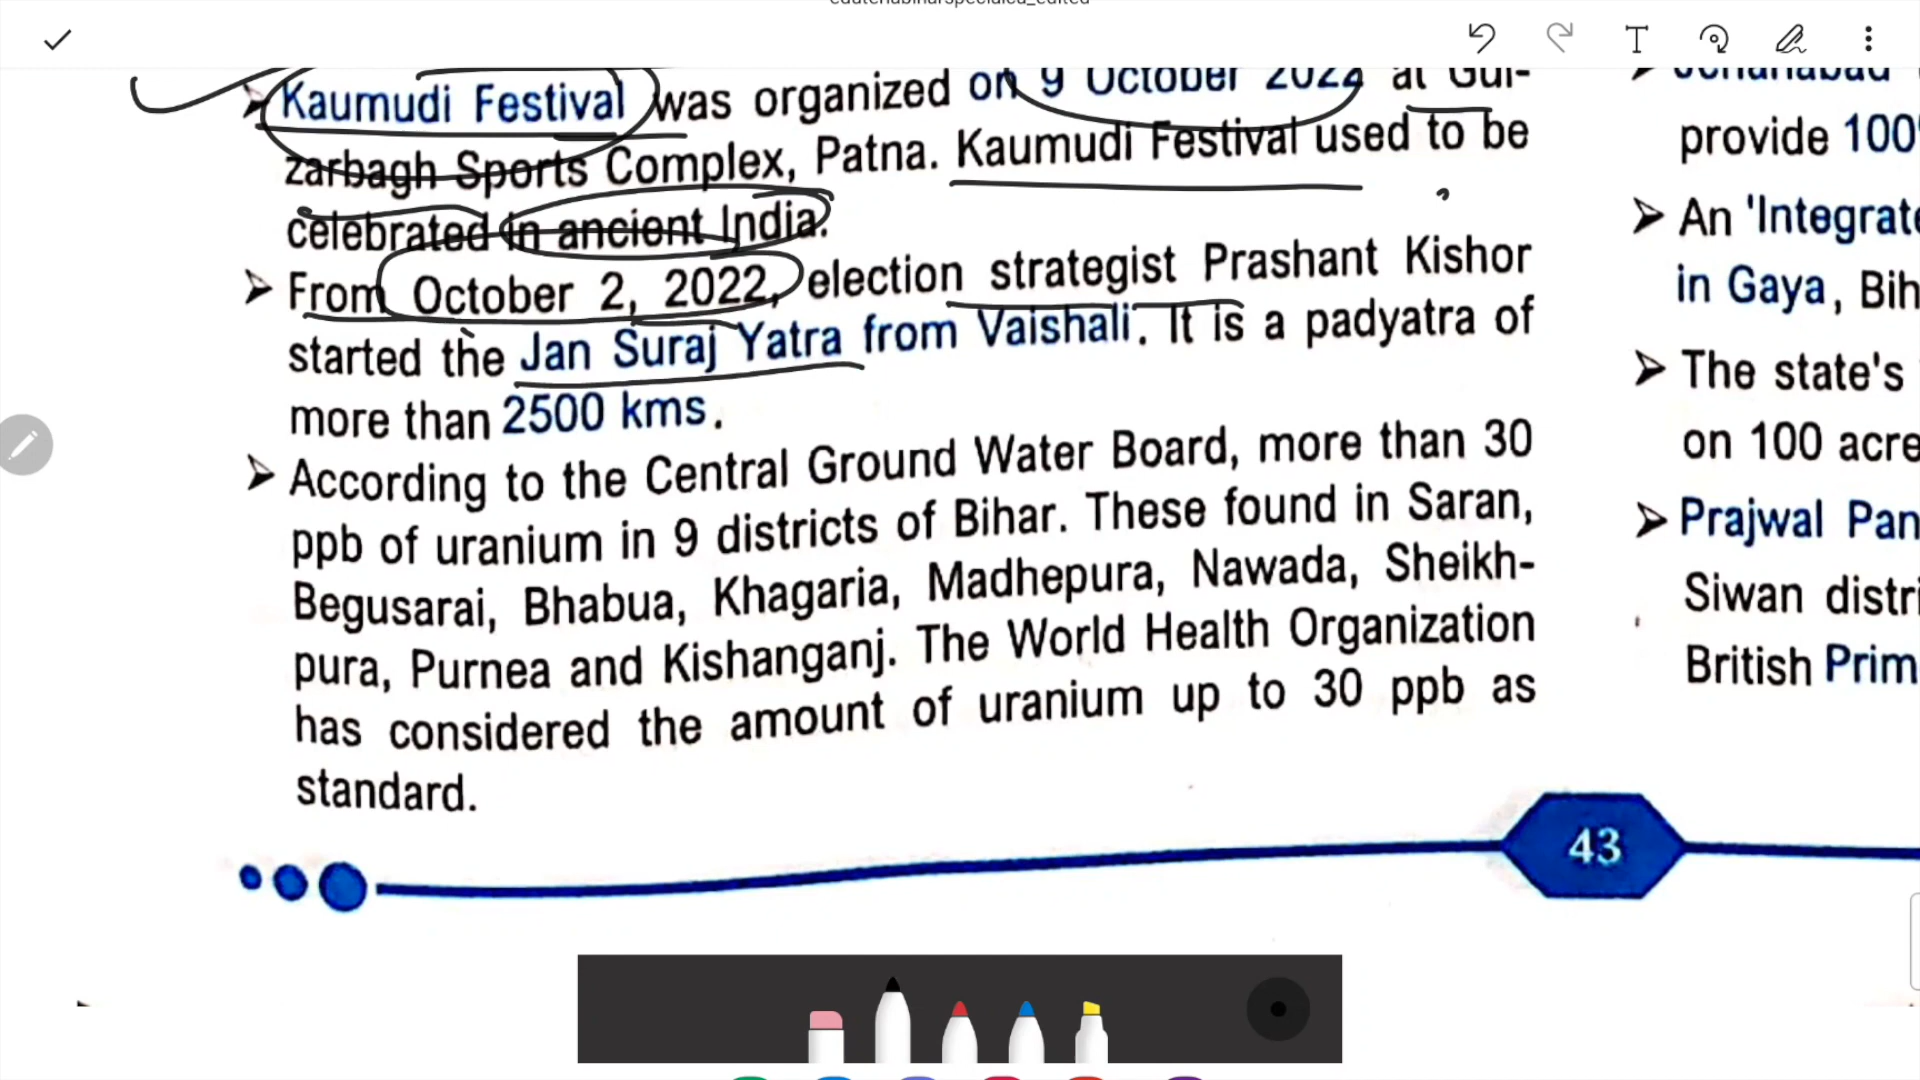 Kaumudi Festival was organized on 9 October 2022 at Gul-
zarbagh Sports Complex, Patna. Kaumudi Festival used to be
celebrated in ancient India.
From October 2, 2022, election strategist Prashant Kishor
started the Jan Suraj Yatra from Vaishali. It is a padyatra of
more than 2500 kms.
According to the Central Ground Water Board, more than 30
ppb of uranium in 9 districts of Bihar. These found in Saran,
Begusarai, Bhabua, Khagaria, Madhepura, Nawada, Sheikh-
pura, Purnea and Kishanganj. The World Health Organization
has considered the amount of uranium up to 30 ppb as
standard.
provide 100
An 'Integrate
in Gaya, Bih
The state's
on 100 acre
Prajwal Pan
Siwan distri
British Prim
43